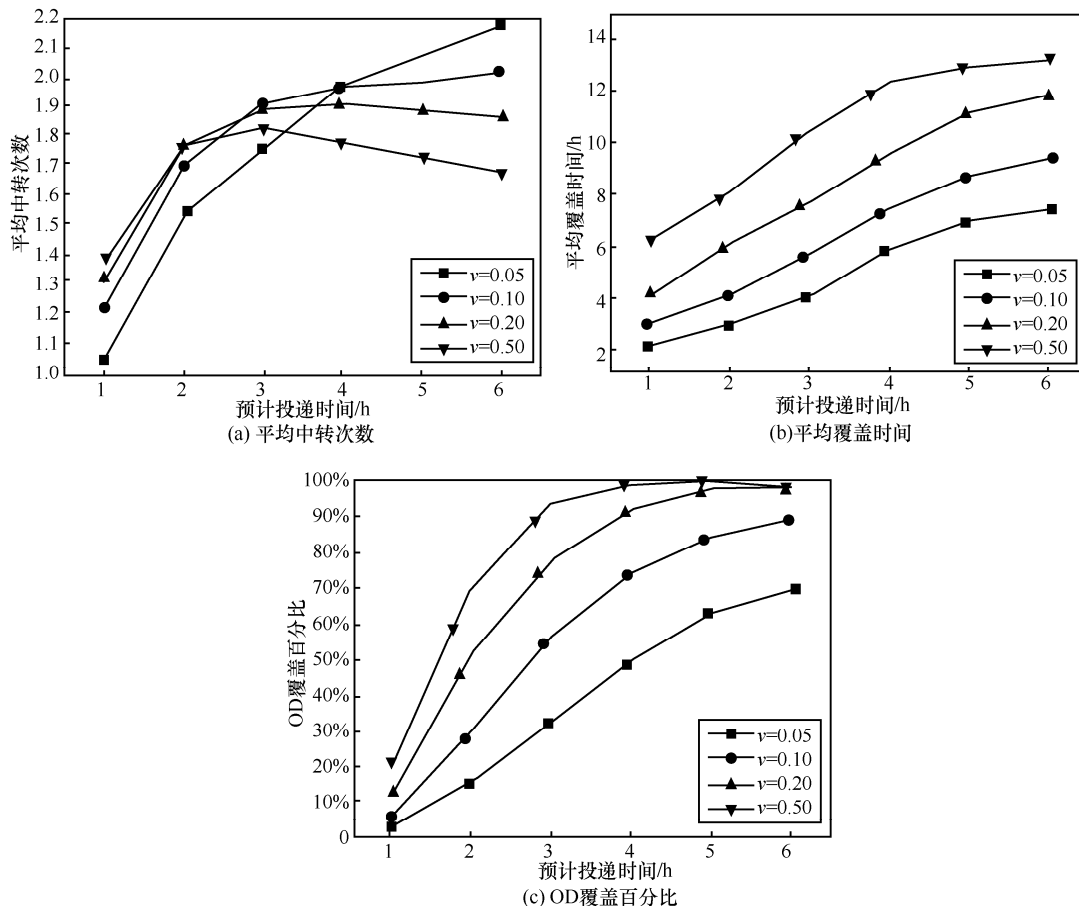 2.2
2.1
2.0
1.9
1.8
1.7
1.6
1.5
1.4
1.3
1.2
1.1
1.0
平均中转次数
v=0.05
v=0.10
v=0.20
v=0.50
1 2 3 4 5 6
预计投递时间/h
(a) 平均中转次数
14
12
10
8
6
4
2
平均覆盖时间/h
v=0.05
v=0.10
v=0.20
v=0.50
1 2 3 4 5 6
预计投递时间/h
(b)平均覆盖时间
100%
90%
80%
70%
60%
50%
40%
30%
20%
10%
0
OD覆盖百分比
v=0.05
v=0.10
v=0.20
v=0.50
1 2 3 4 5 6
预计投递时间/h
(c) OD覆盖百分比